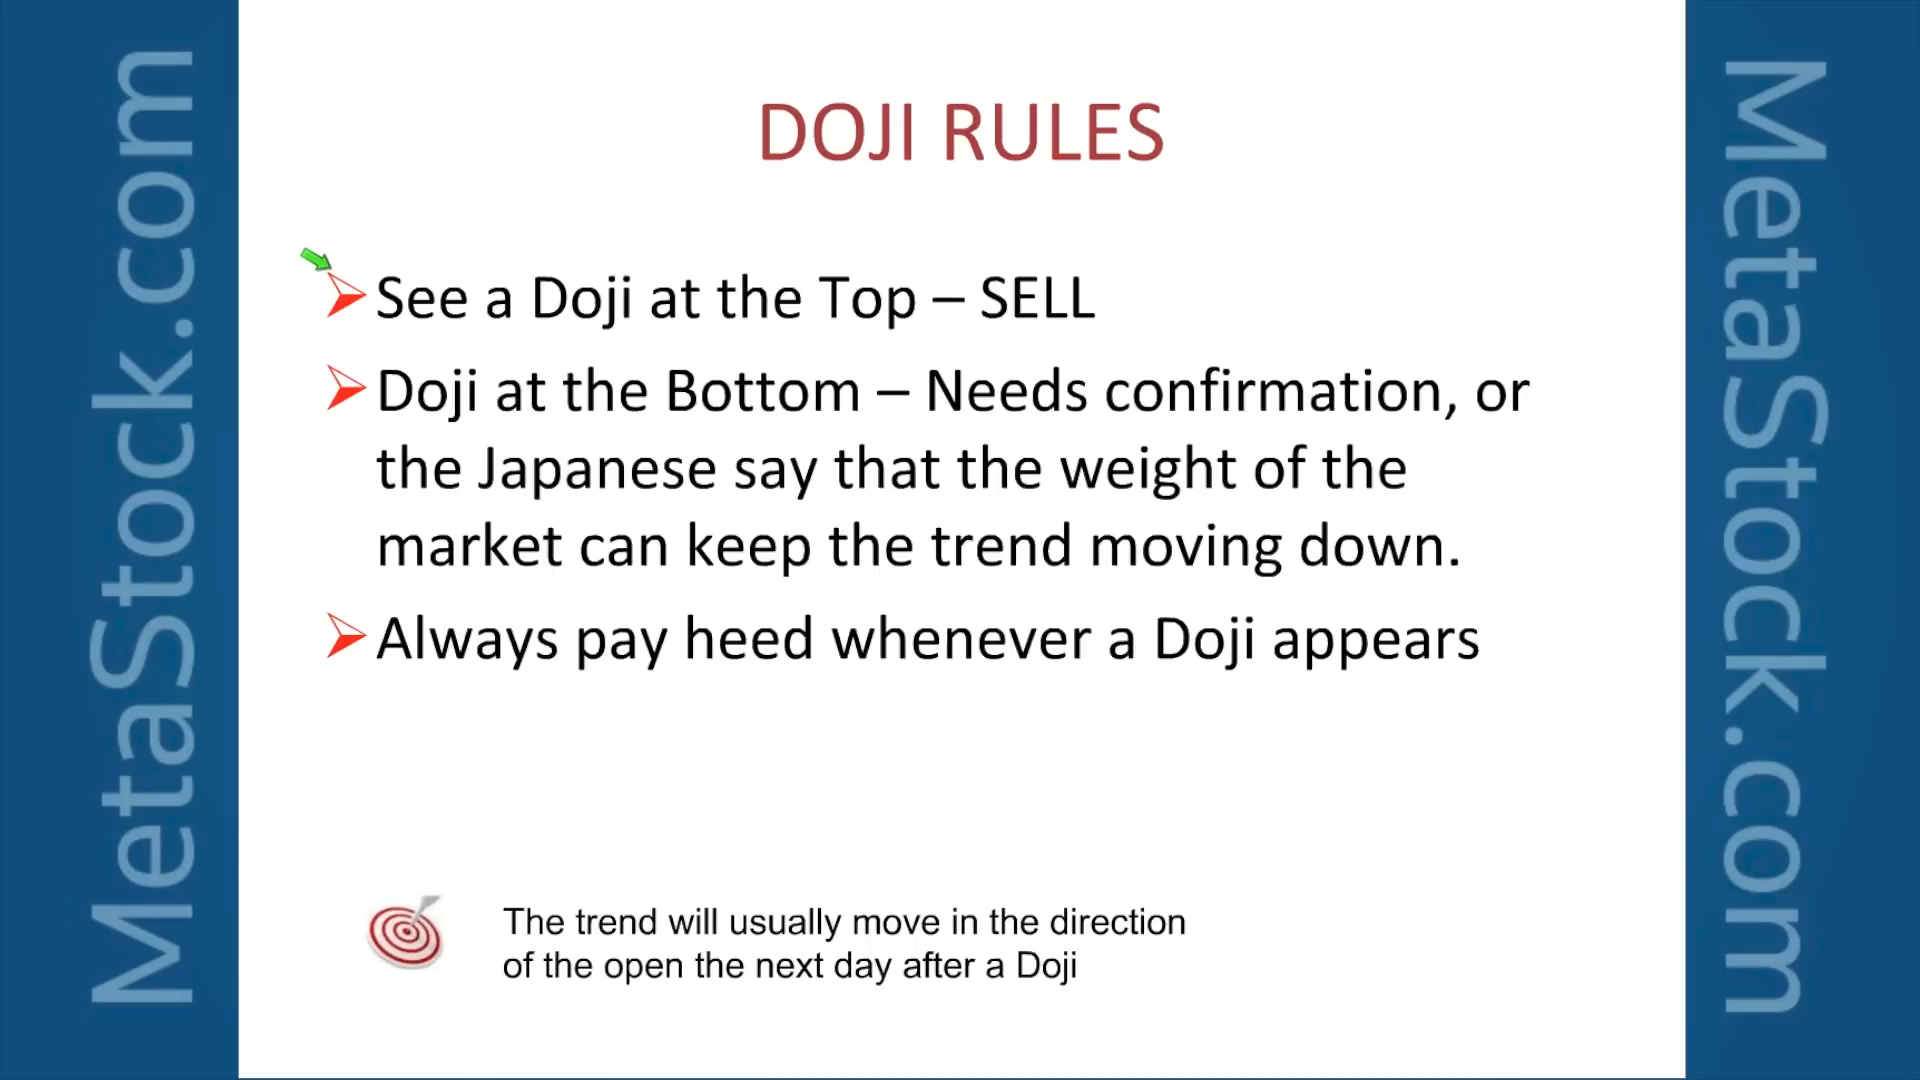 DOJI RULES
See a Doji at the Top – SELL
Doji at the Bottom – Needs confirmation, or
the Japanese say that the weight of the
market can keep the trend moving down.
Always pay heed whenever a Doji appears
The trend will usually move in the direction
of the open the next day after a Doji
MetaStock.com
MetaStock.com